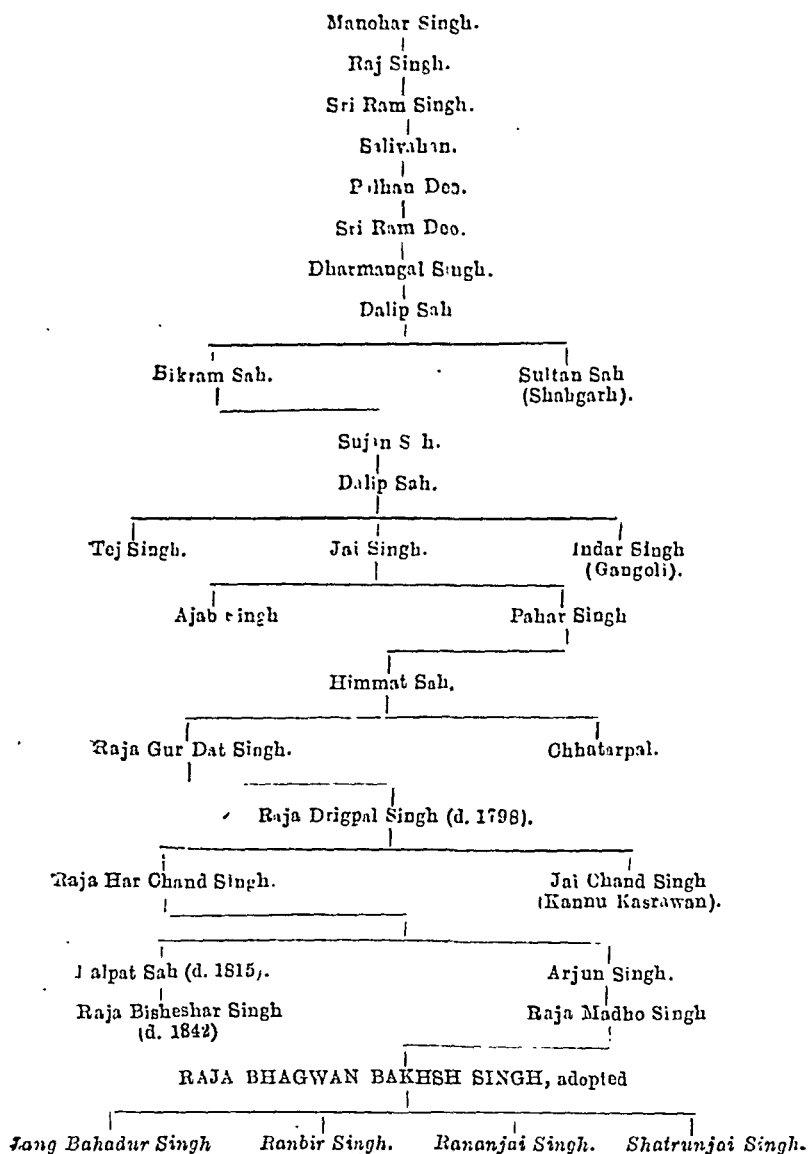 Manohar Singh.
Raj Singh.
Sri Ram Singh.
Salivahan.
Deo.
Sri Ram Deo.
Dharmangal Singh.
Dalip Sah
Bikram Sah. Sultan Sah
(Shahgarh).
Sujan S h.
Dalip Sah.
Tej Singh. Jai Singh. Indar Singh
(Gangoli).
Ajab Singh Pahar Singh
Himmat Sah.
Raja Gur Dat Singh. Chhatarpal.
Raja Drigpal Singh (d. 1798).
Raja Har Chand Singh. Jai Chand Singh
(Kannu Kasrawan).
alpat Sah (d. 1815). Arjun Singh.
Raja Bisheshar Singh Raja Madho Singh
(d. 1842)
RAJA BHAGWAN BAKHSH SINGH, adopted
Jang Bahadur Singh Ranbir Singh. Rananjai Singh. Shatrunjai Singh.